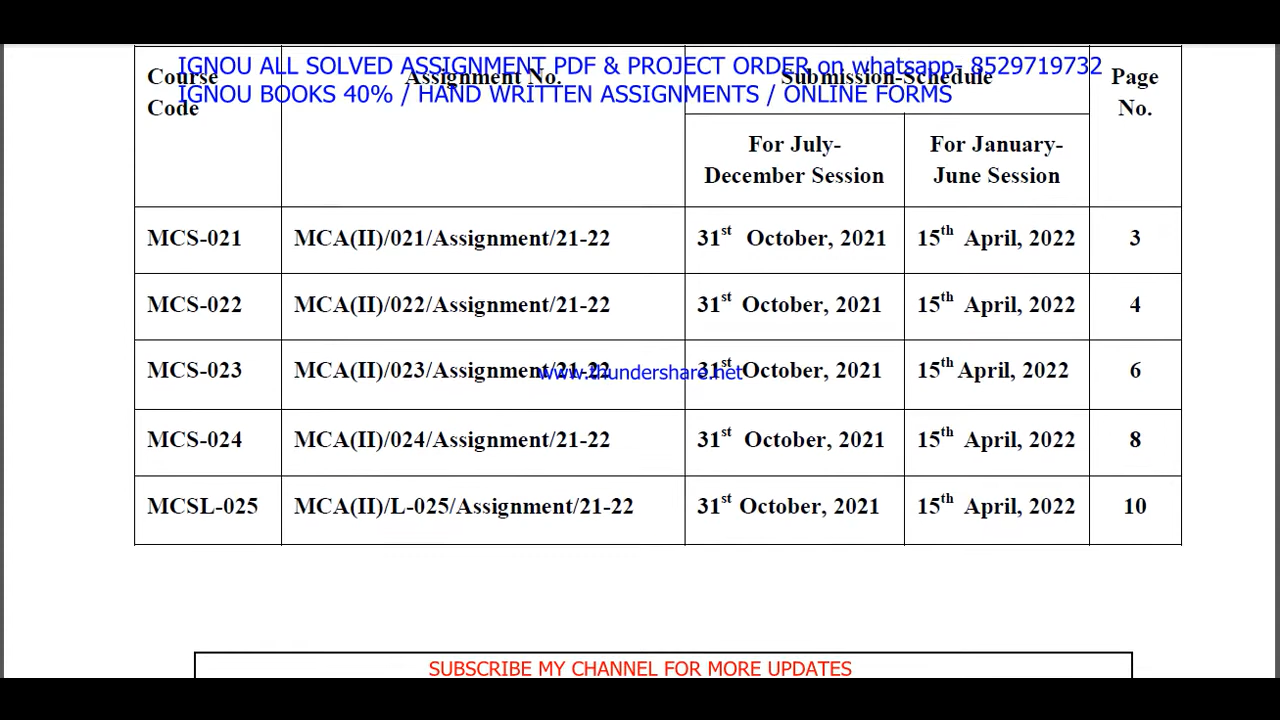 IGNOU ALL SOLVED ASSIGNMENT PDF & PROJECT ORDER on whatsapp- 8529719732
IGNOU BOOKS 40% / HAND WRITTEN ASSIGNMENTS / ONLINE FORMS
Course Code Assignment No. Submission-Schedule Page No.
For July-December Session For January-June Session
MCS-021 MCA(II)/021/Assignment/21-22 31st October, 2021 15th April, 2022 3
MCS-022 MCA(II)/022/Assignment/21-22 31st October, 2021 15th April, 2022 4
MCS-023 MCA(II)/023/Assignment/21-22 31st October, 2021 15th April, 2022 6
www.thundershare.net
MCS-024 MCA(II)/024/Assignment/21-22 31st October, 2021 15th April, 2022 8
MCSL-025 MCA(II)/L-025/Assignment/21-22 31st October, 2021 15th April, 2022 10
SUBSCRIBE MY CHANNEL FOR MORE UPDATES